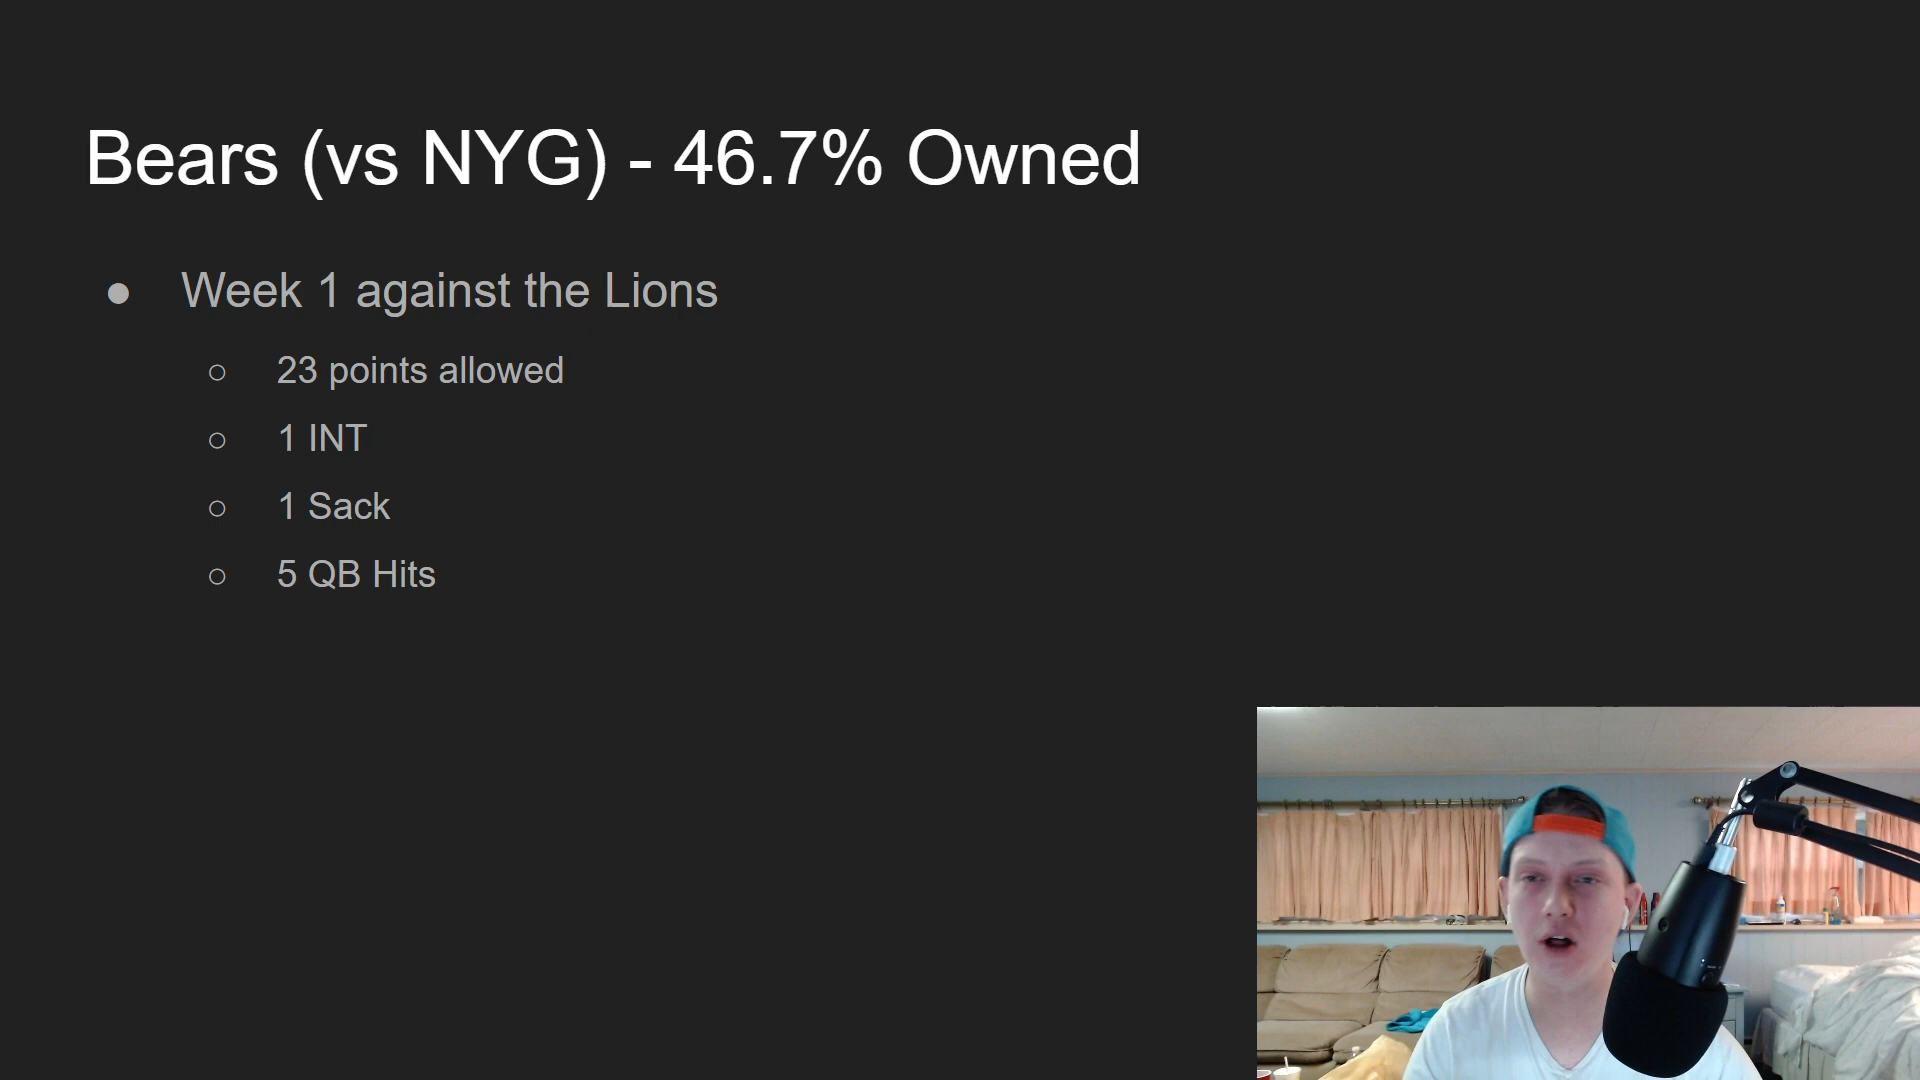 Bears (vs NYG) - 46.7% Owned
● Week 1 against the Lions
○ 23 points allowed
○ 1 INT
○ 1 Sack
○ 5 QB Hits